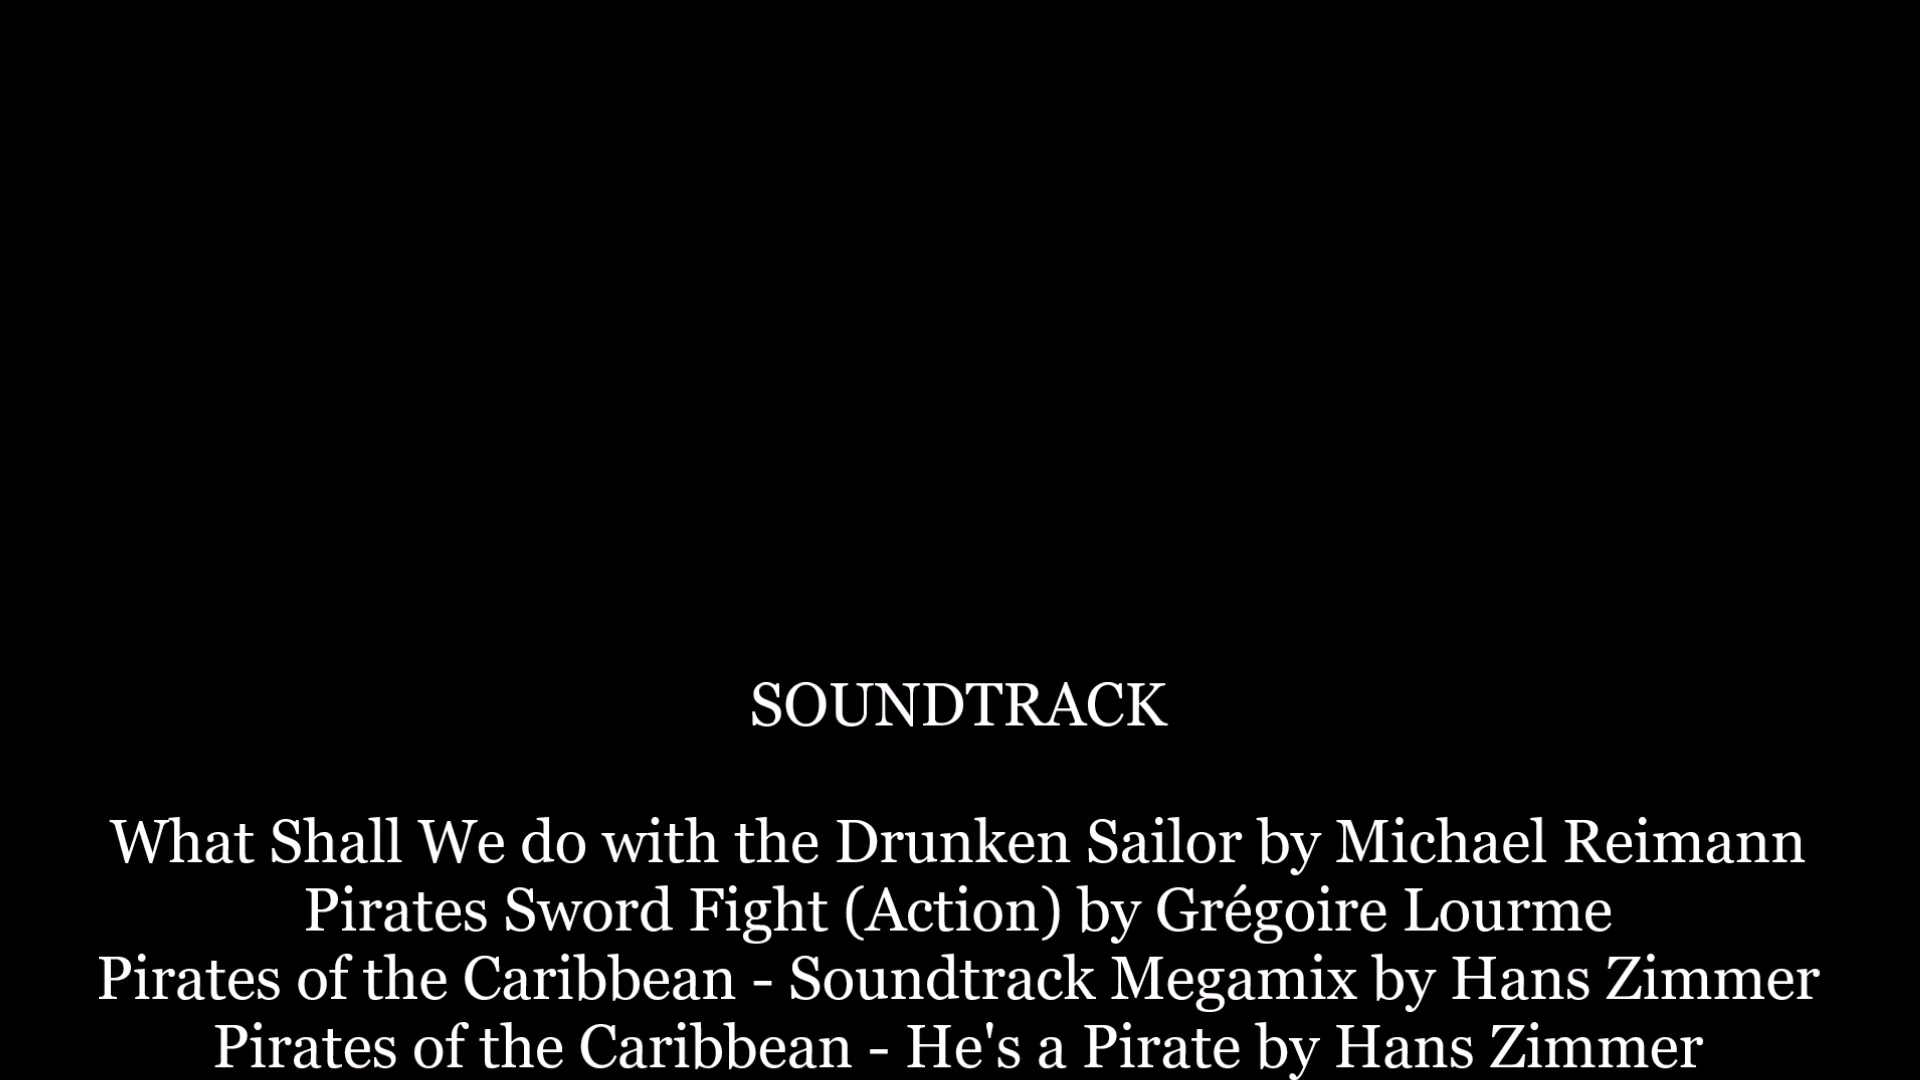 SOUNDTRACK
What Shall We do with the Drunken Sailor by Michael Reimann
Pirates Sword Fight (Action) by Grégoire Lourme
Pirates of the Caribbean - Soundtrack Megamix by Hans Zimmer
Pirates of the Caribbean - He's a Pirate by Hans Zimmer